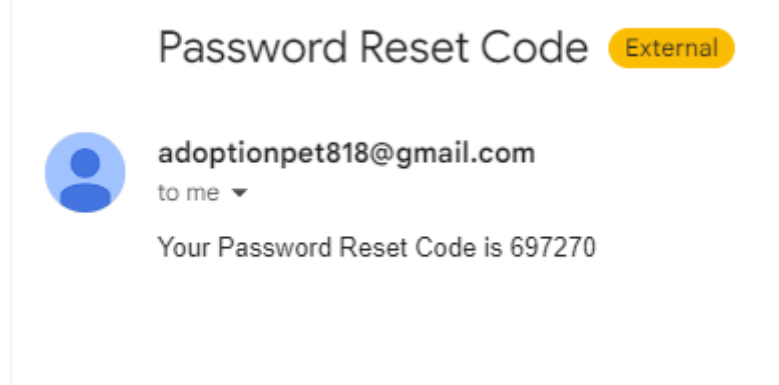 Password Reset Code External
adoptionpet818@gmail.com
to me
Your Password Reset Code is 697270